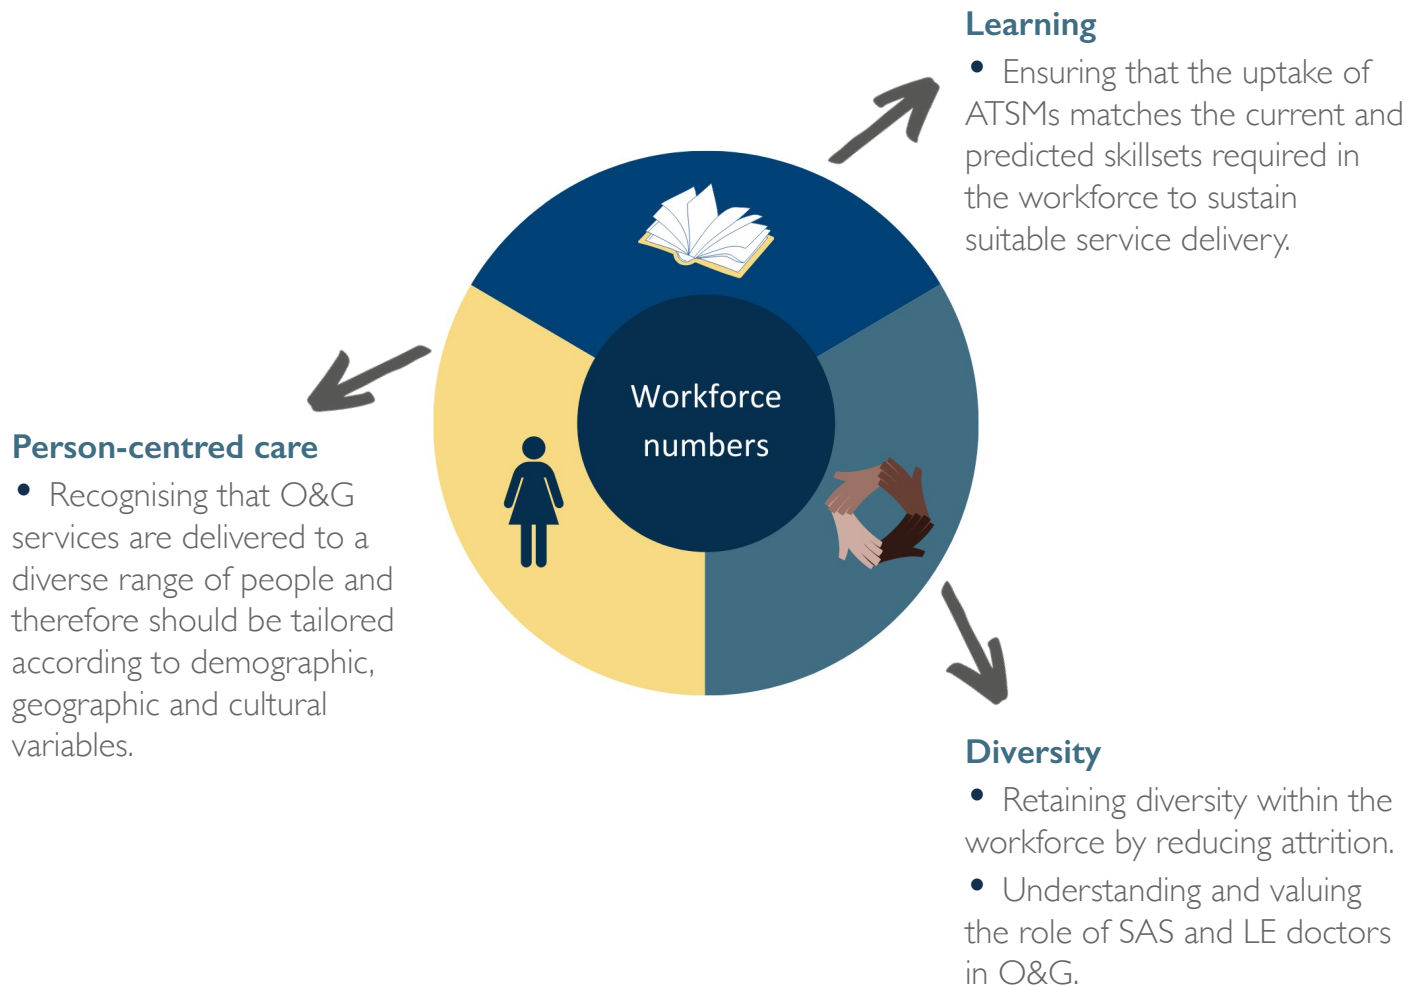 Learning
• Ensuring that the uptake of
ATSMs matches the current and
predicted skillsets required in
the workforce to sustain
suitable service delivery.
Workforce
numbers
Person-centred care
• Recognising that O&G
services are delivered to a
diverse range of people and
therefore should be tailored
according to demographic,
geographic and cultural
variables.
Diversity
• Retaining diversity within the
workforce by reducing attrition.
• Understanding and valuing
the role of SAS and LE doctors
in O&G.